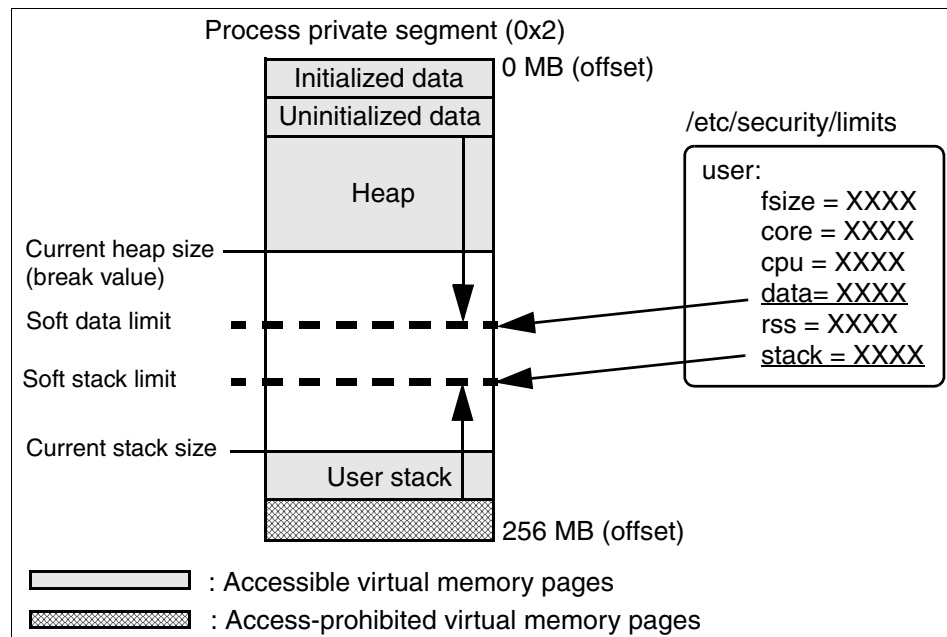 Process private segment (0x2)
0 MB (offset)
Initialized data
Uninitialized data
Heap
Current heap size
(break value)
Soft data limit
Soft stack limit
Current stack size
User stack
256 MB (offset)
/etc/security/limits
user:
fsize = XXXX
core = XXXX
cpu = XXXX
data= XXXX
rss = XXXX
stack = XXXX
: Accessible virtual memory pages
: Access-prohibited virtual memory pages